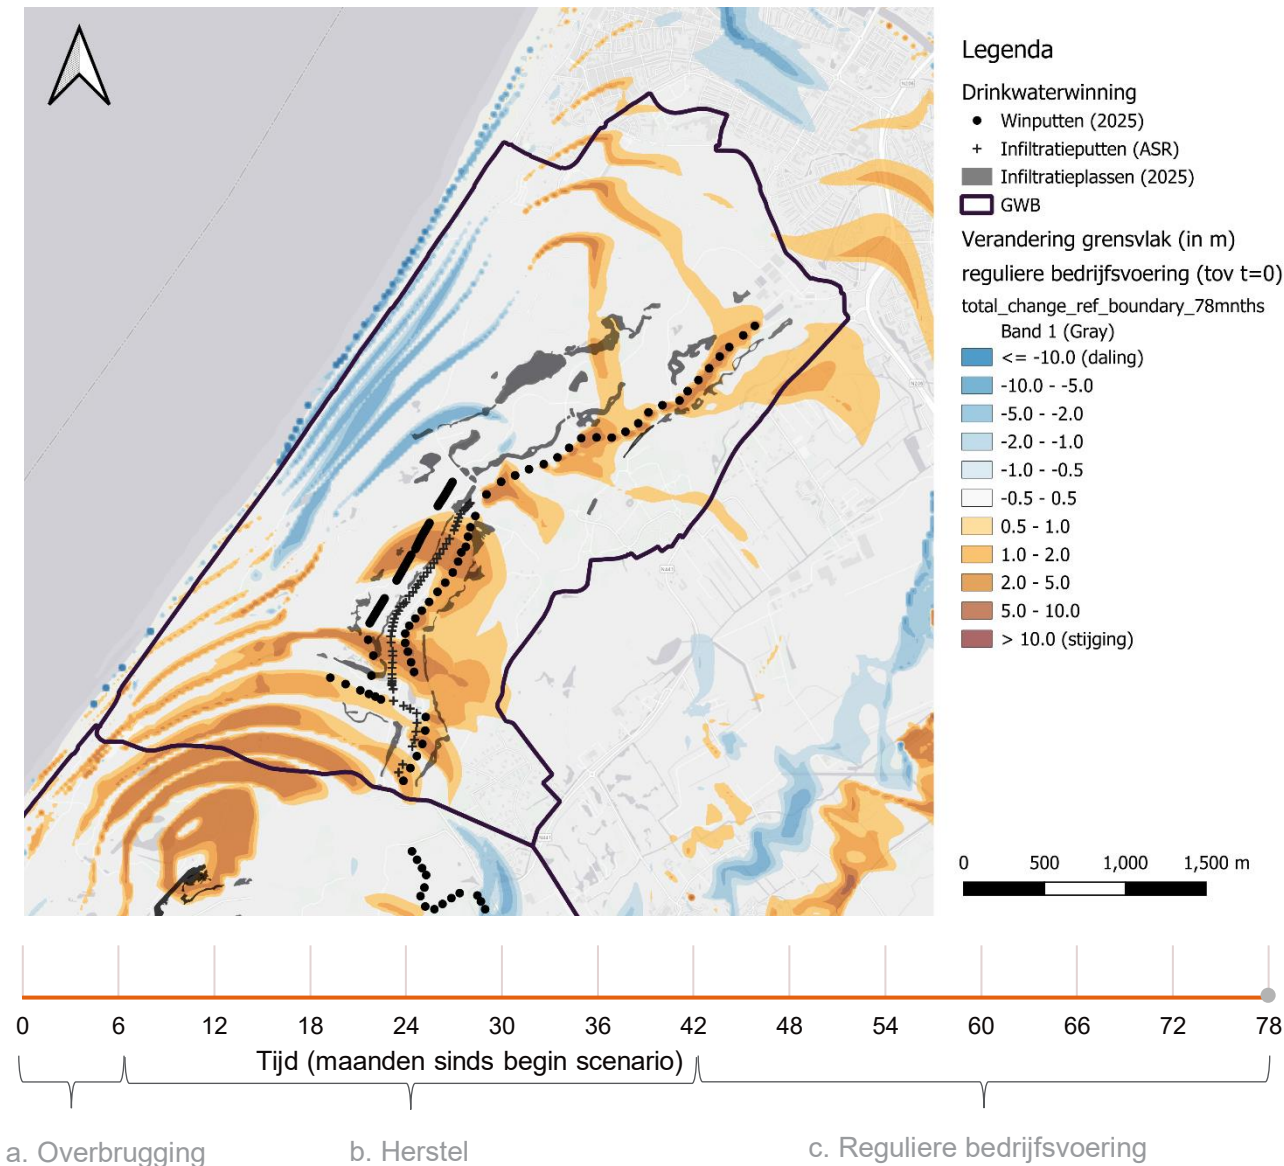 Legenda
Drinkwaterwinning
Winputten (2025)
Infiltratieputten (ASR)
Infiltratieplassen (2025)
GWB
Verandering grensvlak (in m)
reguliere bedrijfsvoering (tov t=0)
total_change_ref_boundary_78mnths
Band 1 (Gray)
<= -10.0 (daling)
-10.0 - -5.0
-5.0 - -2.0
-2.0 - -1.0
-1.0 - -0.5
-0.5 - 0.5
0.5 - 1.0
1.0 - 2.0
2.0 - 5.0
5.0 - 10.0
> 10.0 (stijging)
N441
0 500 1,000 1,500 m
0 6 12 18 24 30 36 42 48 54 60 66 72 78
Tijd (maanden sinds begin scenario)
a. Overbrugging b. Herstel c. Reguliere bedrijfsvoering